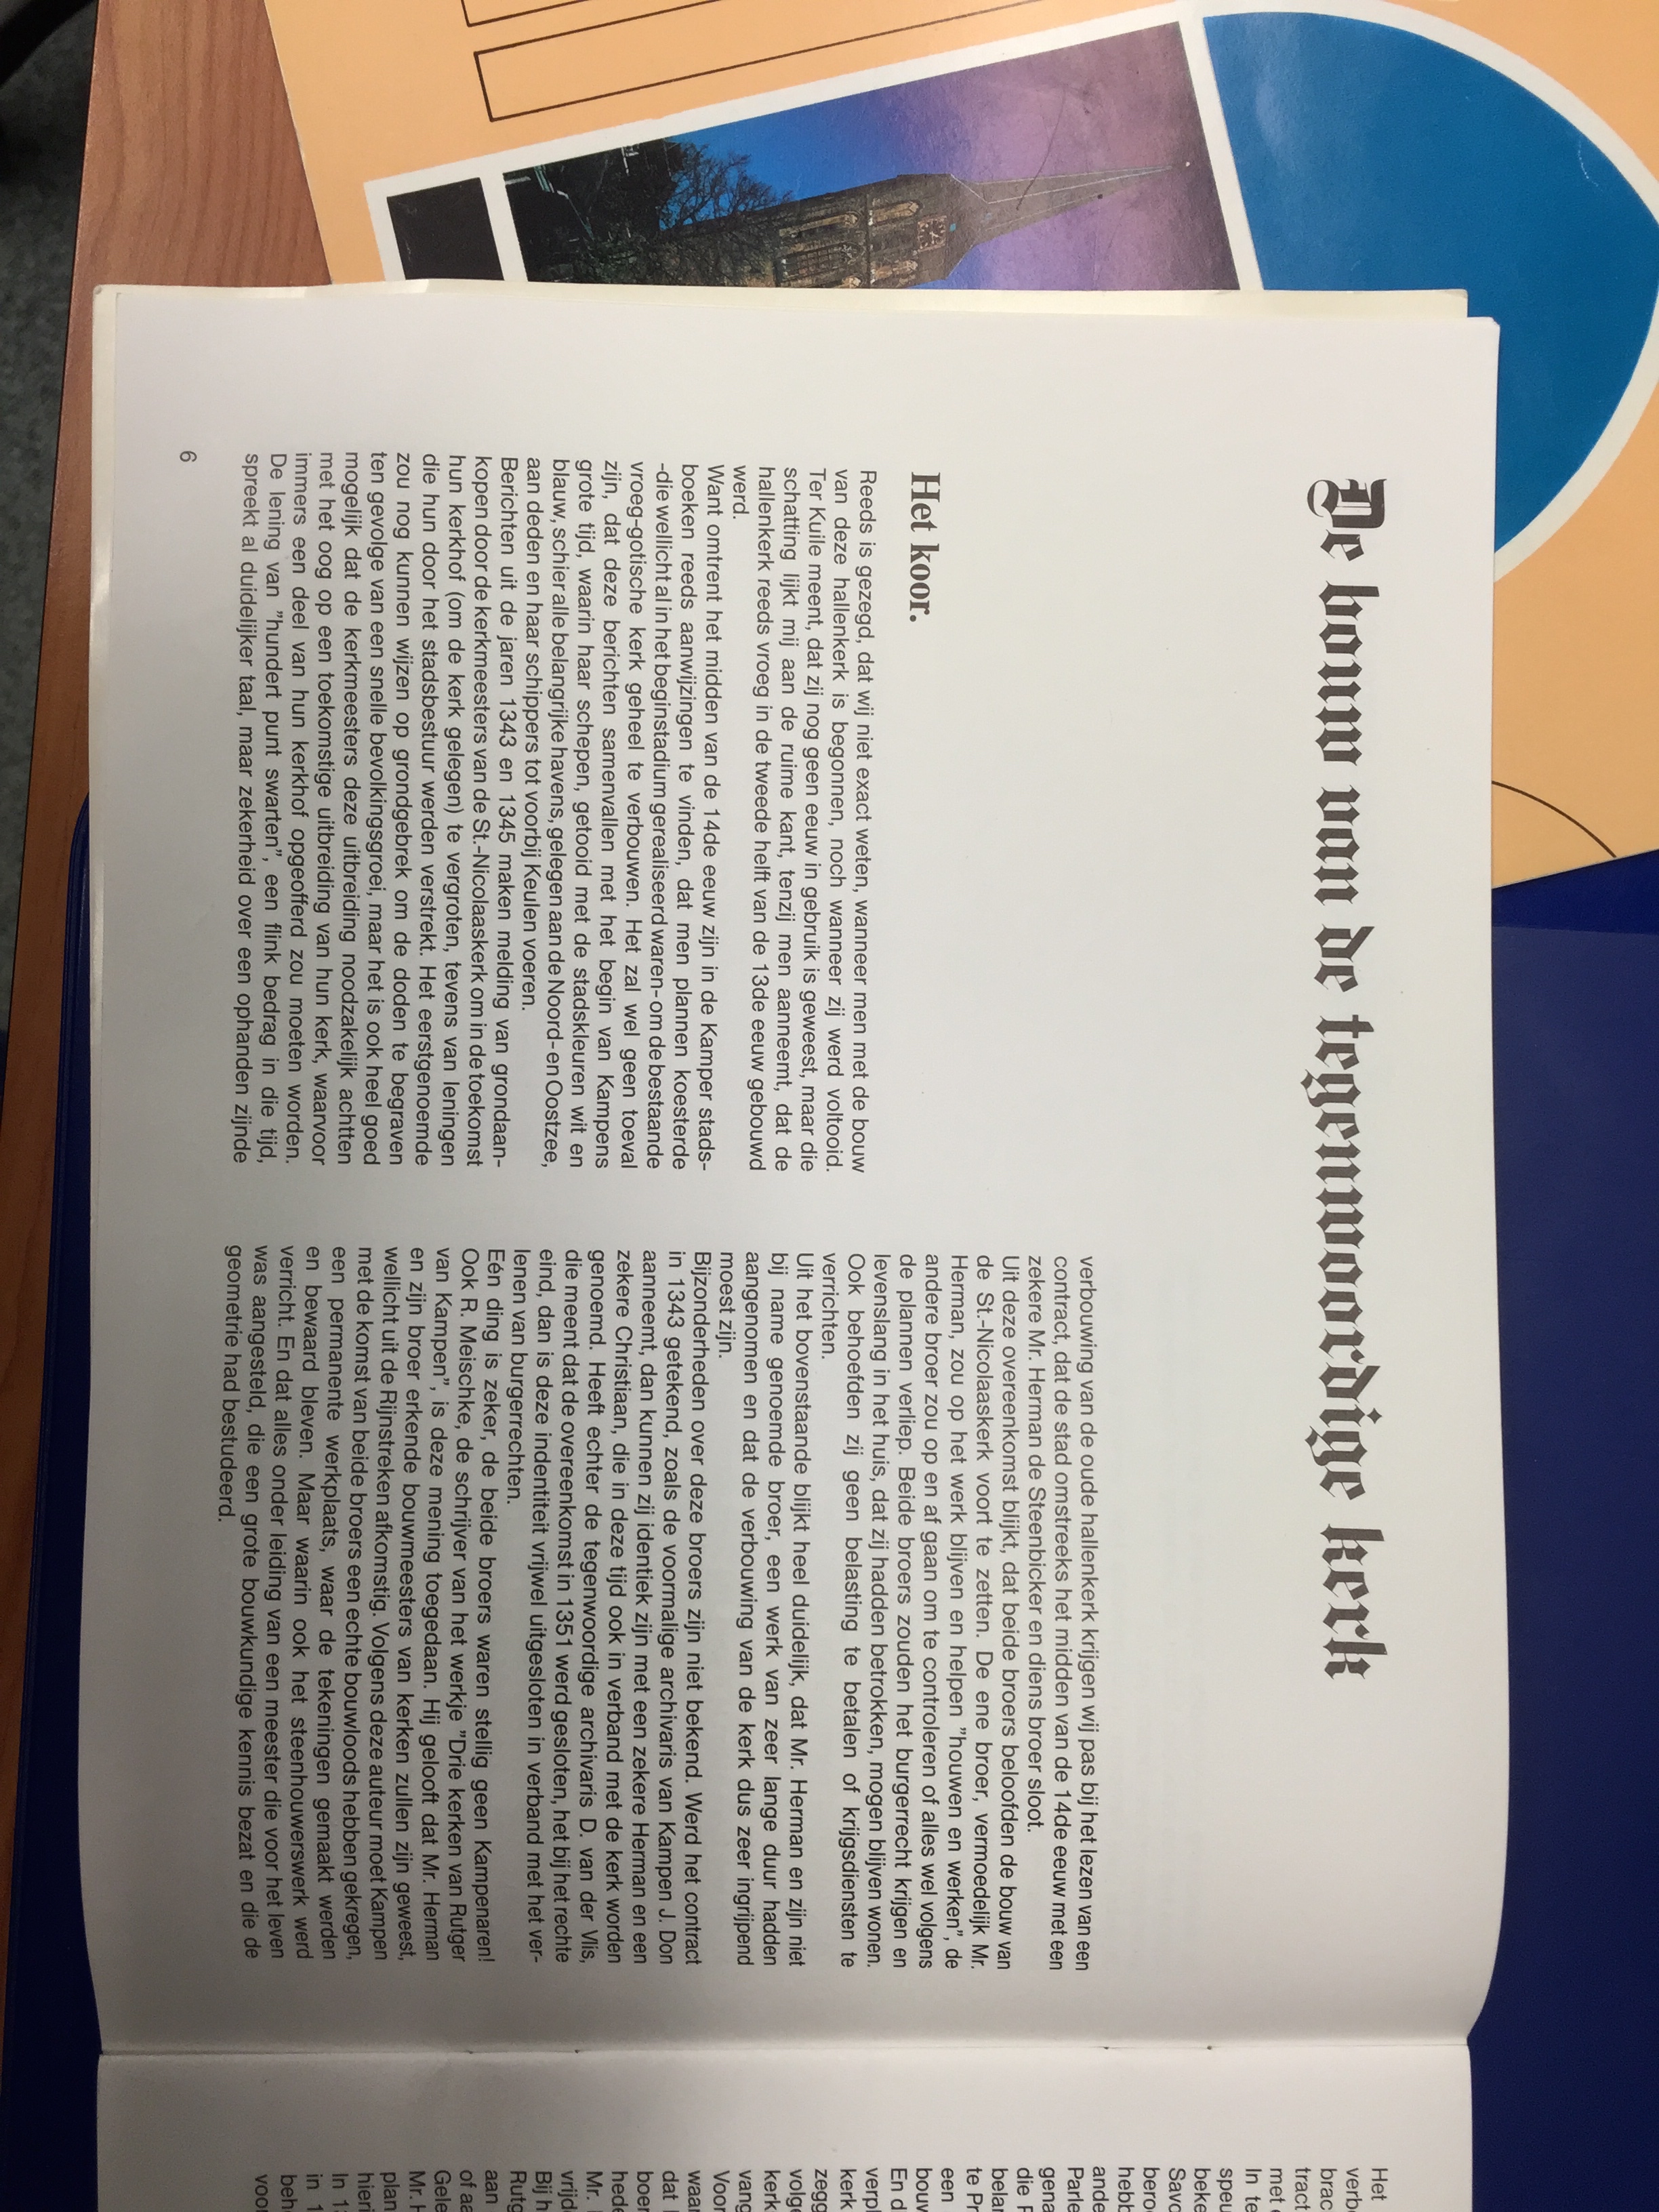 De bouw van de tegenwoordige kerk
Het koor.
Reeds is gezegd, dat wij niet exact weten, wanneer men met de bouw
van deze hallenkerk is begonnen, noch wanneer zij werd voltooid.
Ter Kuile meent, dat zij nog geen eeuw in gebruik is geweest, maar die
schatting lijkt mij aan de ruime kant, tenzij men aanneemt, dat de
hallenkerk reeds vroeg in de tweede helft van de 13de eeuw gebouwd
werd.
Want omtrent het midden van de 14de eeuw zijn in de Kamper stads-
boeken reeds aanwijzingen te vinden, dat men plannen koesterde
-die wellicht al in het beginstadium gerealiseerd waren- om de bestaande
vroeg-gotische kerk geheel te verbouwen. Het zal wel geen toeval
zijn, dat deze berichten samenvallen met het begin van Kampens
grote tijd, waarin haar schepen, getooid met de stadskleuren wit en
blauw, schier alle belangrijke havens, gelegen aan de Noord- en Oostzee,
aan deden en haar schippers tot voorbij Keulen voeren.
Berichten uit de jaren 1343 en 1345 maken melding van grondaan-
kopen door de kerkmeesters van de St.-Nicolaaskerk om in de toekomst
hun kerkhof (om de kerk gelegen) te vergroten, tevens van leningen
die hun door het stadsbestuur werden verstrekt. Het eerstgenoemde
zou nog kunnen wijzen op grondgebrek om de doden te begraven
ten gevolge van een snelle bevolkingsgroei, maar het is ook heel goed
mogelijk dat de kerkmeesters deze uitbreiding noodzakelijk achtten
met het oog op een toekomstige uitbreiding van hun kerk, waarvoor
immers een deel van hun kerkhof opgeofferd zou moeten worden.
De lening van "hundert punt swarten", een flink bedrag in die tijd,
spreekt al duidelijker taal, maar zekerheid over een ophanden zijnde
6
verbouwing van de oude hallenkerk krijgen wij pas bij het lezen van een
contract, dat de stad omstreeks het midden van de 14de eeuw met een
zekere Mr. Herman de Steenbicker en diens broer sloot.
Uit deze overeenkomst blijkt, dat beide broers beloofden de bouw van
de St.-Nicolaaskerk voort te zetten. De ene broer, vermoedelijk Mr.
Herman, zou op het werk blijven en helpen "houwen en werken", de
andere broer zou op en af gaan om te controleren of alles wel volgens
de plannen verliep. Beide broers zouden het burgerrecht krijgen en
levenslang in het huis, dat zij hadden betrokken, mogen blijven wonen.
Ook behoefden zij geen belasting te betalen of krijgsdiensten te
verrichten.
Uit het bovenstaande blijkt heel duidelijk, dat Mr. Herman en zijn niet
bij name genoemde broer, een werk van zeer lange duur hadden
aangenomen en dat de verbouwing van de kerk dus zeer ingrijpend
moest zijn.
Bijzonderheden over deze broers zijn niet bekend. Werd het contract
in 1343 getekend, zoals de voormalige archivaris van Kampen J. Don
aanneemt, dan kunnen zij identiek zijn met een zekere Herman en een
zekere Christiaan, die in deze tijd ook in verband met de kerk worden
genoemd. Heeft echter de tegenwoordige archivaris D. van der Vlis,
die meent dat de overeenkomst in 1351 werd gesloten, het bij het rechte
eind, dan is deze indentiteit vrijwel uitgesloten in verband met het ver-
lenen van burgerrechten.
Eén ding is zeker, de beide broers waren stellig geen Kampenaren!
Ook R. Meischke, de schrijver van het werkje "Drie kerken van Rutger
van Kampen", is deze mening toegedaan. Hij gelooft dat Mr. Herman
en zijn broer erkende bouwmeesters van kerken zullen zijn geweest,
wellicht uit de Rijnstreken afkomstig. Volgens deze auteur moet Kampen
met de komst van beide broers een echte bouwloods hebben gekregen,
een permanente werkplaats, waar de tekeningen gemaakt werden
en bewaard bleven. Maar waarin ook het steenhouwerswerk werd
verricht. En dat alles onder leiding van een meester die voor het leven
was aangesteld, die een grote bouwkundige kennis bezat en die de
geometrie had bestudeerd.
Het